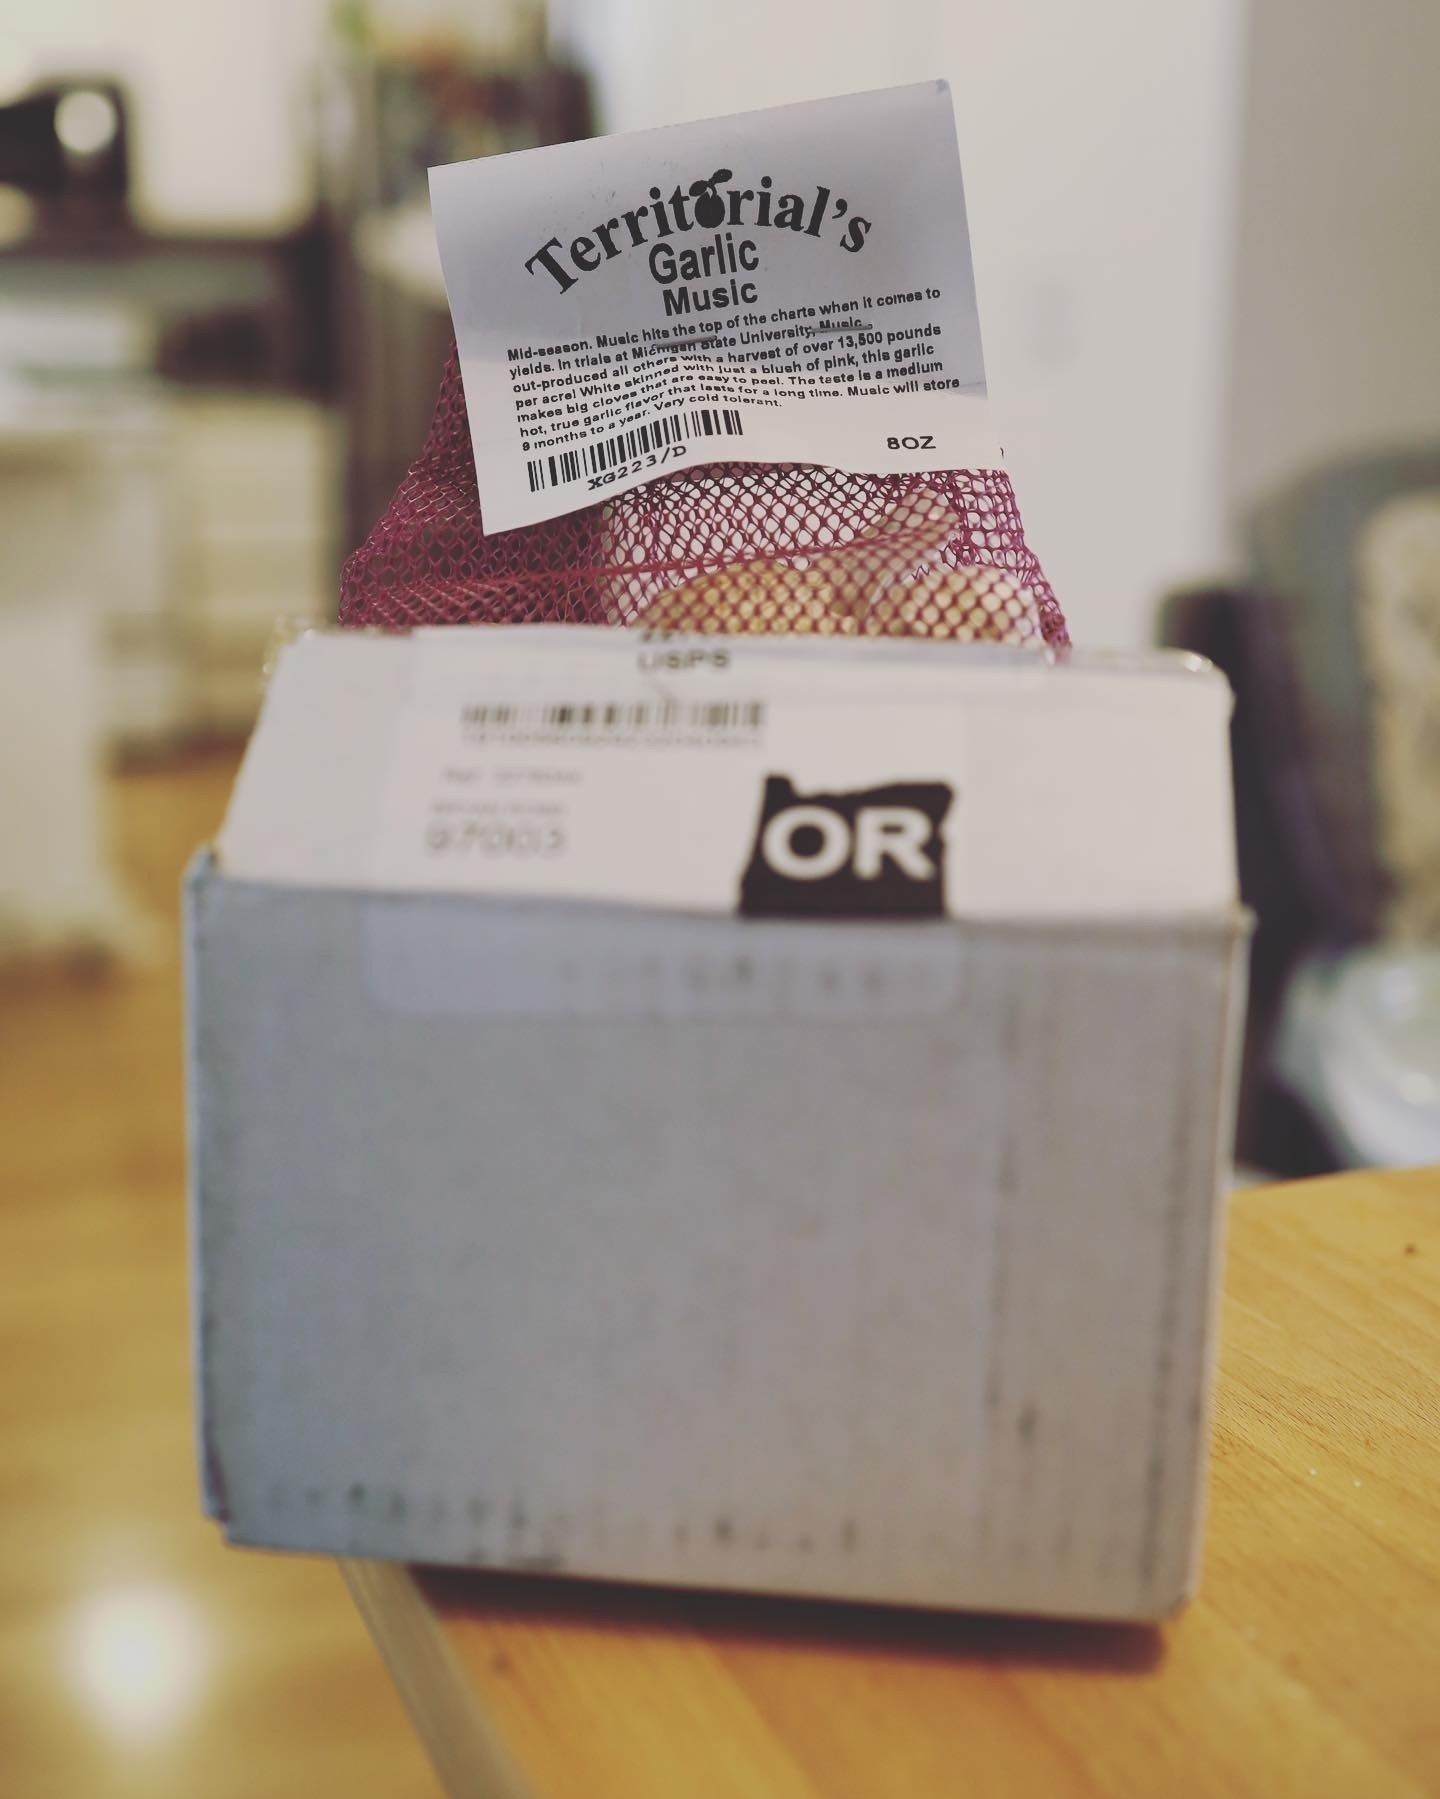 Territorial's
Garlic
Music
Mid-season. Music hits the top of the charts when it comes to
yields. In trials at Michigan State University, Music
out-produced all others with a harvest of over 13,500 pounds
per acre! White skinned with just a blush of pink, this garlic
makes big cloves that are easy to peel. The taste is a medium
hot, true garlic flavor that lasts for a long time. Music will store
9 months to a year. Very cold tolerant.
XG223/D
8OZ
USPS
97003
OR